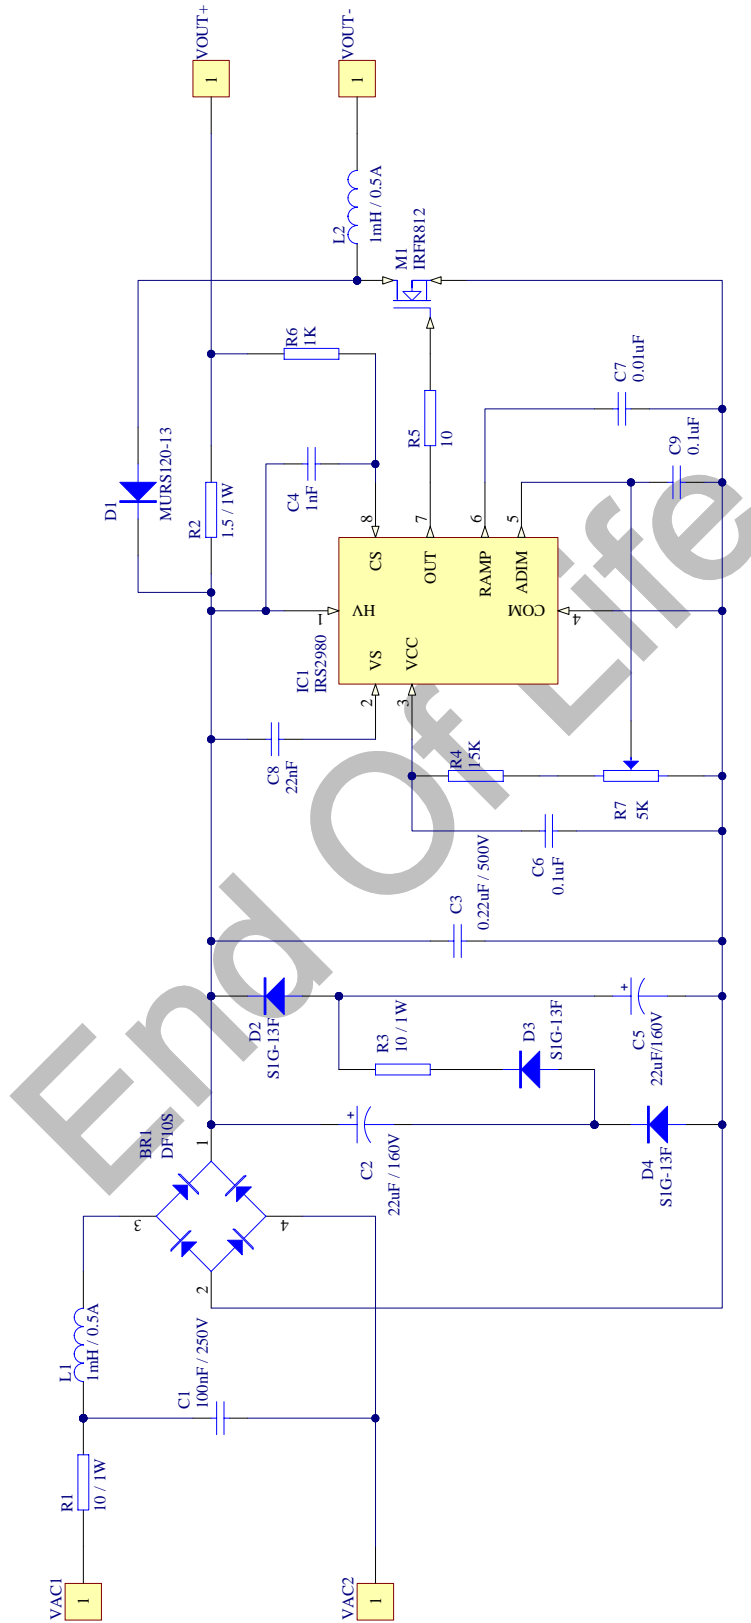 VAC1
1
R1
10 / 1W
L1
1mH / 0.5A
C1
100nF / 250V
VAC2
1
BR1
DF10S
1
2
3
4
C2
22uF / 160V
D4
S1G-13F
D2
S1G-13F
R3
10 / 1W
D3
S1G-13F
C5
22uF/160V
C3
0.22uF / 500V
C6
0.1uF
R4
15K
R7
5K
C8
22nF
IC1
IRS2980
VS
2
VCC
3
HV
1
COM
4
CS
8
OUT
7
RAMP
6
ADIM
5
C4
1nF
R2
1.5 / 1W
D1
MURS120-13
R6
1K
R5
10
C9
0.1uF
C7
0.01uF
M1
IRFR812
L2
1mH / 0.5A
VOUT+
1
VOUT-
1
End Of Life